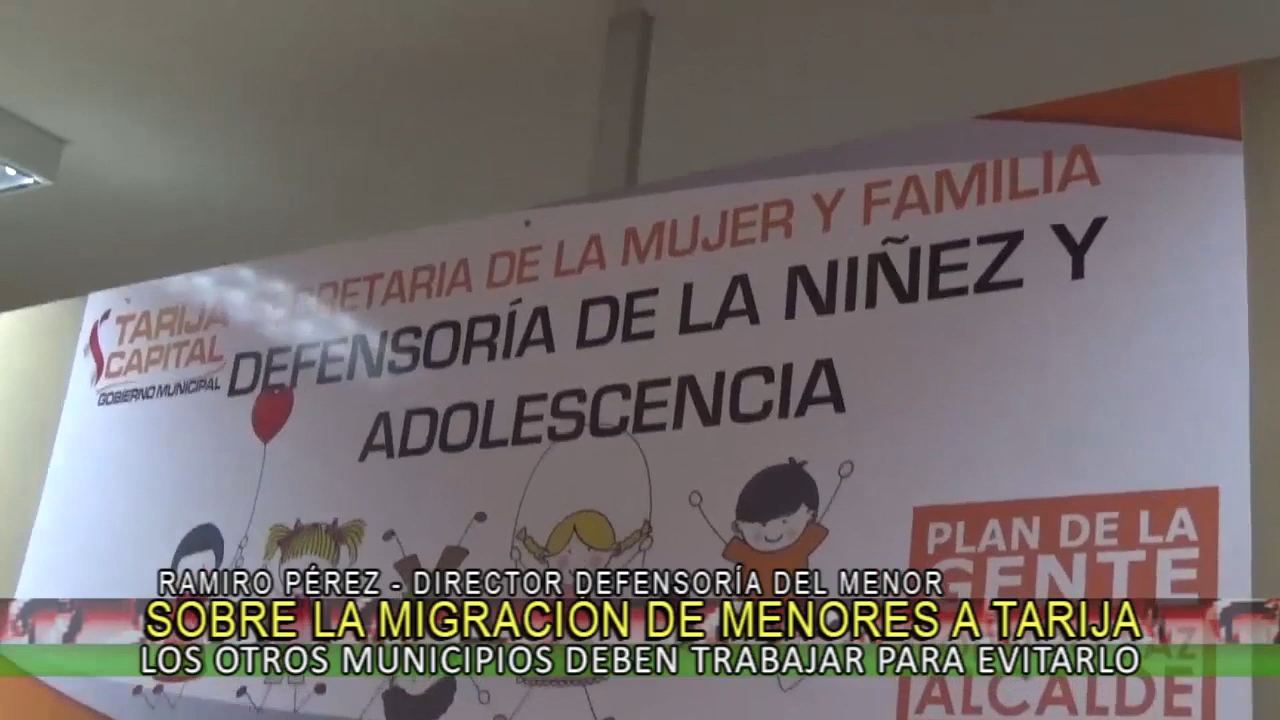 SECRETARIA DE LA MUJER Y FAMILIA
TARIJA
CAPITAL
GOBIERNO MUNICIPAL
DEFENSORÍA DE LA NIÑEZ Y
ADOLESCENCIA
PLAN DE LA
GENTE
ALCALDE
RAMIRO PÉREZ - DIRECTOR DEFENSORÍA DEL MENOR
SOBRE LA MIGRACIÓN DE MENORES A TARIJA
LOS OTROS MUNICIPIOS DEBEN TRABAJAR PARA EVITARLO